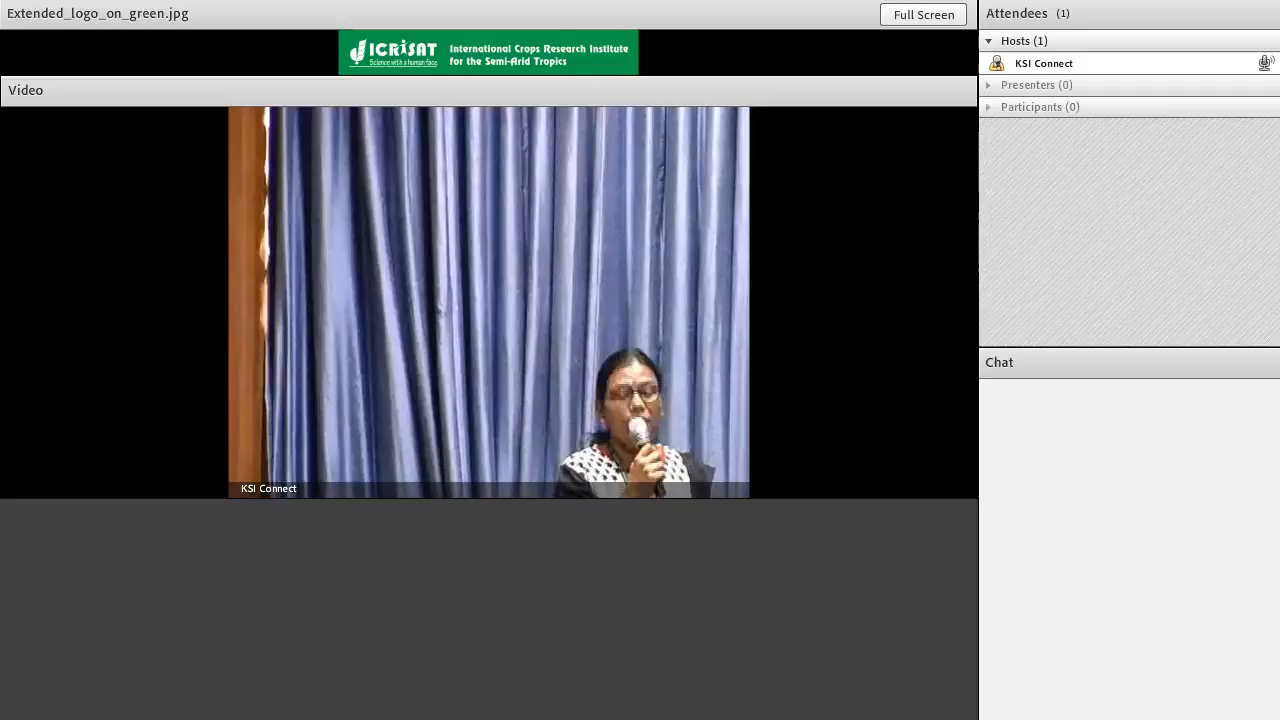 Extended_logo_on_green.jpg
Full Screen
ICRISAT
Science with a human face
International Crops Research Institute
for the Semi-Arid Tropics
Video
KSI Connect
Attendees (1)
Hosts (1)
KSI Connect
Presenters (0)
Participants (0)
Chat